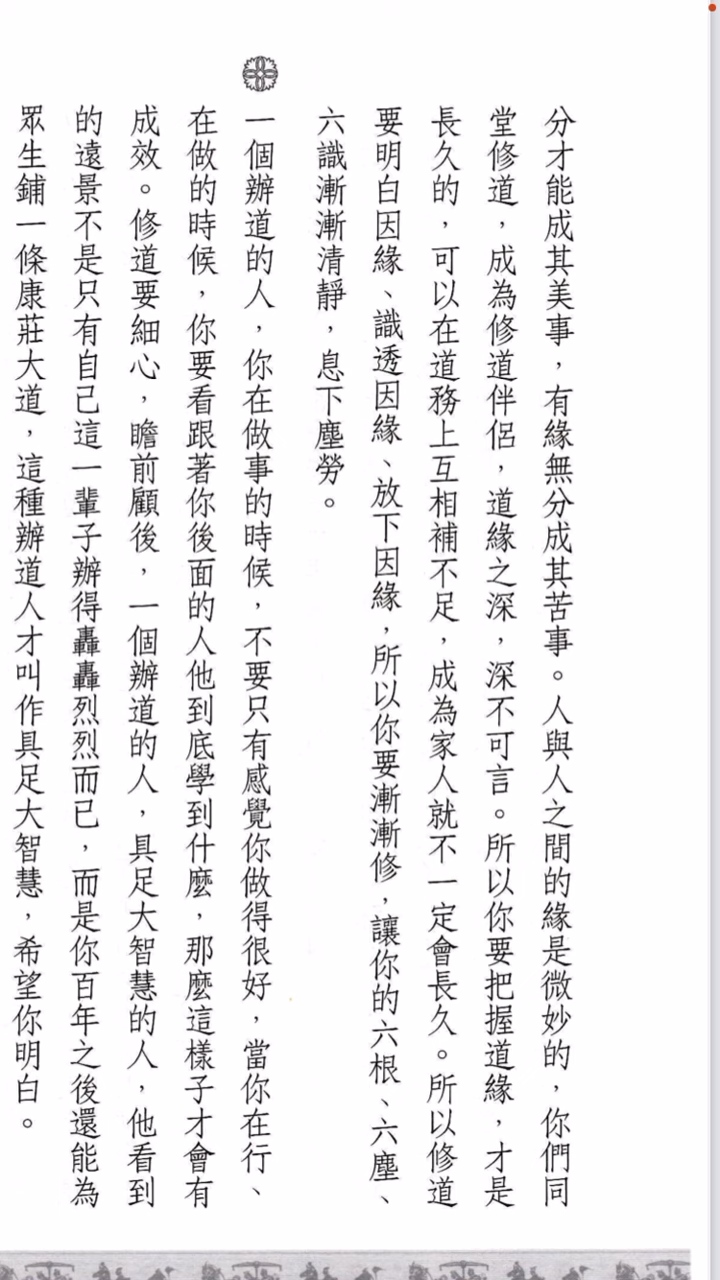 分才能成其美事，有緣無分成其苦事。人與人之間的緣是微妙的，你們同
堂修道，成為修道伴侶，道緣之深，深不可言。所以你要把握道緣，才是
長久的，可以在道務上互相補不足，成為家人就不一定會長久。所以修道
要明白因緣、識透因緣、放下因緣，所以你要漸漸修，讓你的六根、六塵、
六識漸漸清靜，息下塵勞。
一個辦道的人，你在做事的時候，不要只有感覺你做得很好，當你在行、
在做的時候，你要看跟著你後面的人他到底學到什麼，那麼這樣子才會有
成效。修道要細心，瞻前顧後，一個辦道的人，具足大智慧的人，他看到
的遠景不是只有自己這一輩子辦得轟轟烈烈而已，而是你百年之後還能為
眾生鋪一條康莊大道，這種辦道人才叫作具足大智慧，希望你明白。